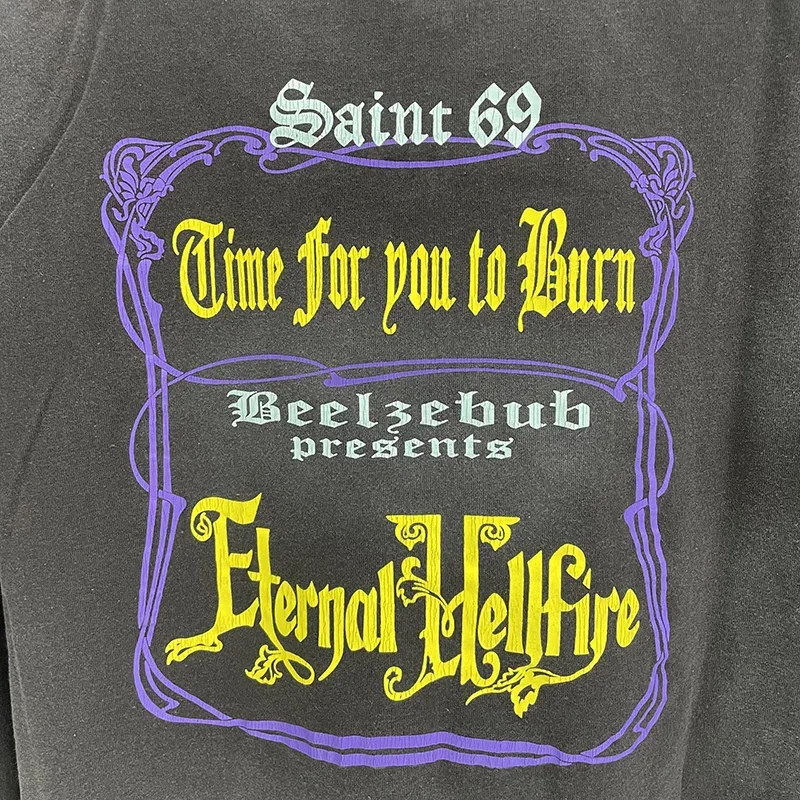 Saint 69
Time for you to Burn
Beelzebub
presents
Eternal Hellfire